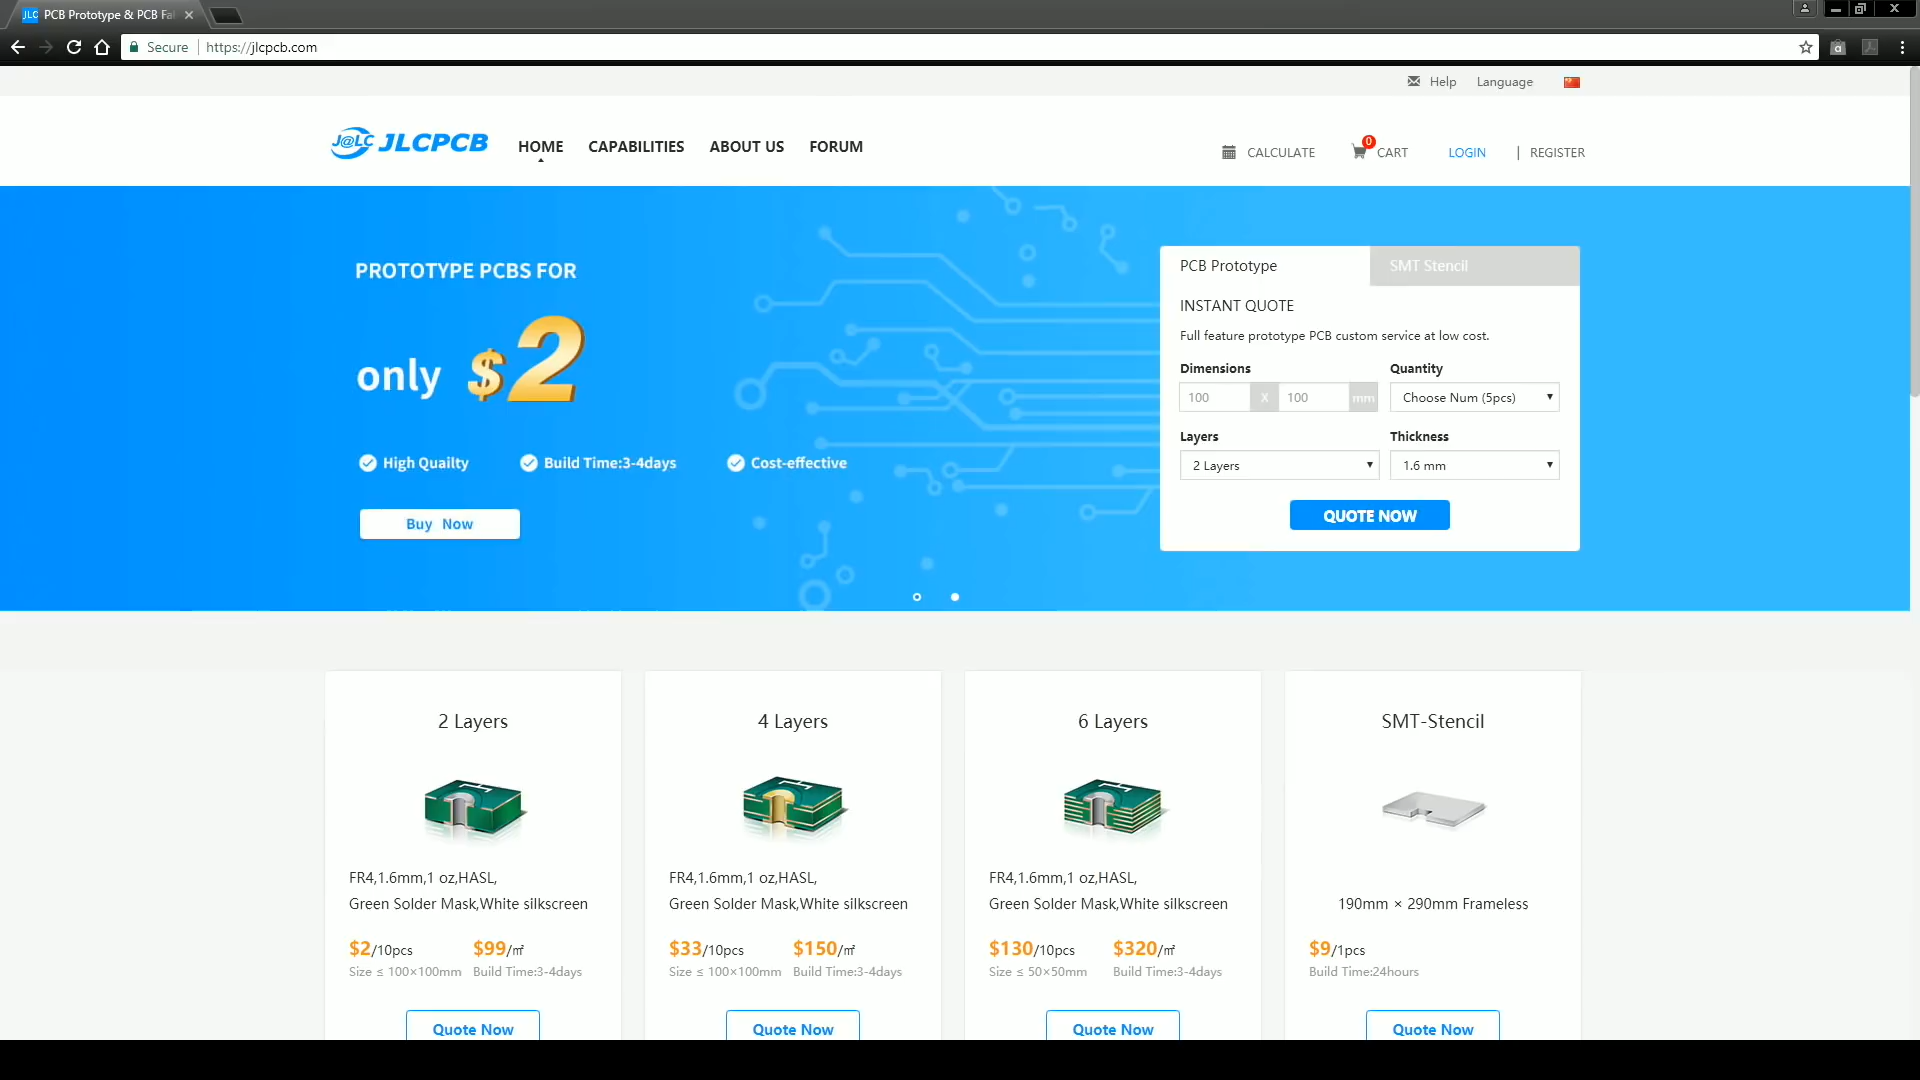 JLC PCB Prototype & PCB Fa
Secure https://jlcpcb.com
Help Language
J@LC JLCPCB HOME CAPABILITIES ABOUT US FORUM
CALCULATE 0 CART LOGIN | REGISTER
PROTOTYPE PCBS FOR
only $2
High Quailty Build Time:3-4days Cost-effective
Buy Now
PCB Prototype SMT Stencil
INSTANT QUOTE
Full feature prototype PCB custom service at low cost.
Dimensions Quantity
100 X 100 mm Choose Num (5pcs)
Layers Thickness
2 Layers 1.6 mm
QUOTE NOW
2 Layers
FR4,1.6mm,1 oz,HASL,
Green Solder Mask,White silkscreen
$2/10pcs $99/㎡
Size ≤ 100×100mm Build Time:3-4days
Quote Now
4 Layers
FR4,1.6mm,1 oz,HASL,
Green Solder Mask,White silkscreen
$33/10pcs $150/㎡
Size ≤ 100×100mm Build Time:3-4days
Quote Now
6 Layers
FR4,1.6mm,1 oz,HASL,
Green Solder Mask,White silkscreen
$130/10pcs $320/㎡
Size ≤ 50×50mm Build Time:3-4days
Quote Now
SMT-Stencil
190mm × 290mm Frameless
$9/1pcs
Build Time:24hours
Quote Now